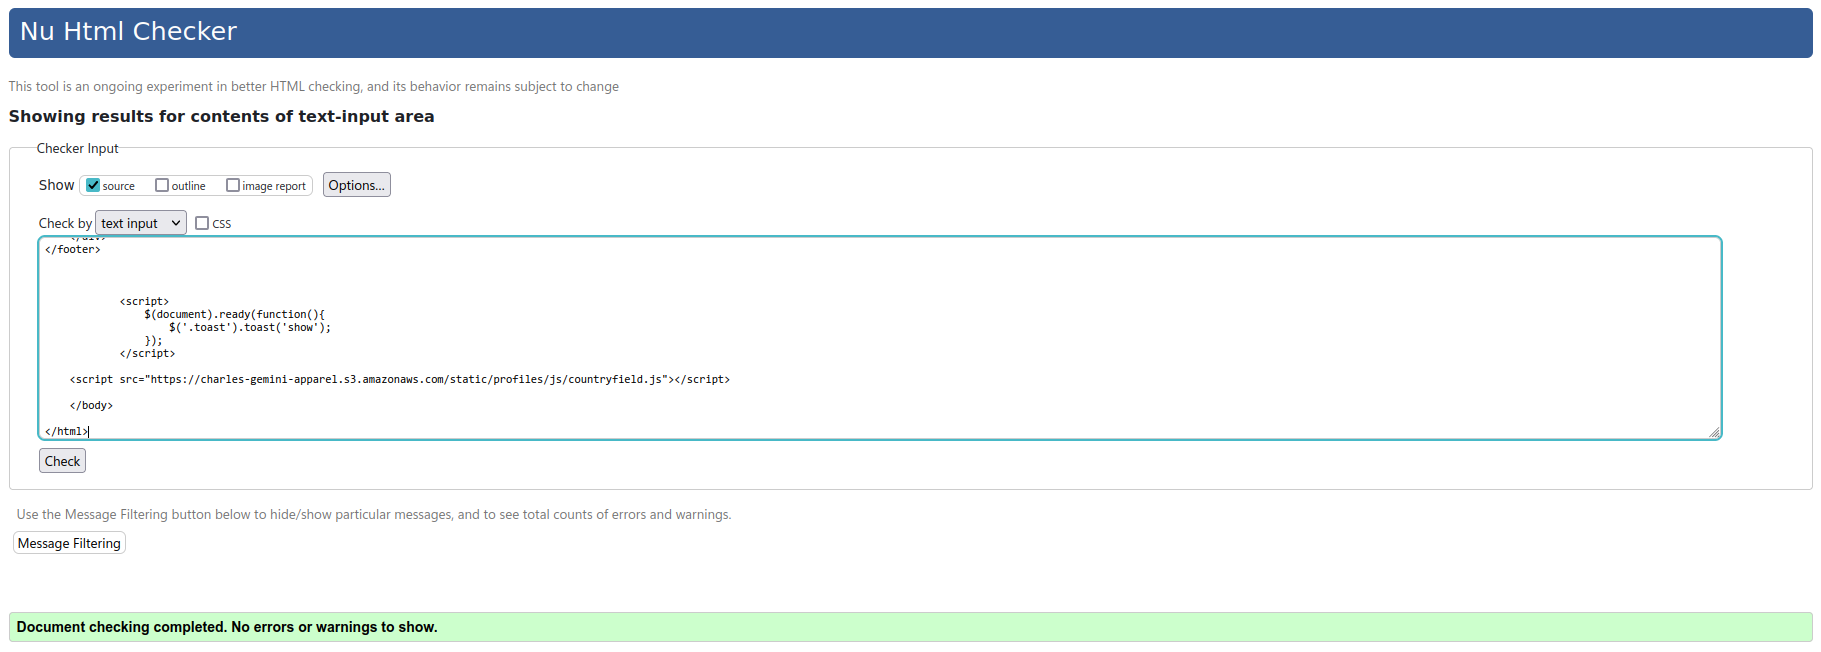 Nu Html Checker
This tool is an ongoing experiment in better HTML checking, and its behavior remains subject to change
Showing results for contents of text-input area
Checker Input
Show source outline image report Options...
Check by text input CSS
</div>
</footer>
<script>
$(document).ready(function(){
$('.toast').toast('show');
});
</script>
<script src="https://charles-gemini-apparel.s3.amazonaws.com/static/profiles/js/countryfield.js"></script>
</body>
</html>
Check
Use the Message Filtering button below to hide/show particular messages, and to see total counts of errors and warnings.
Message Filtering
Document checking completed. No errors or warnings to show.